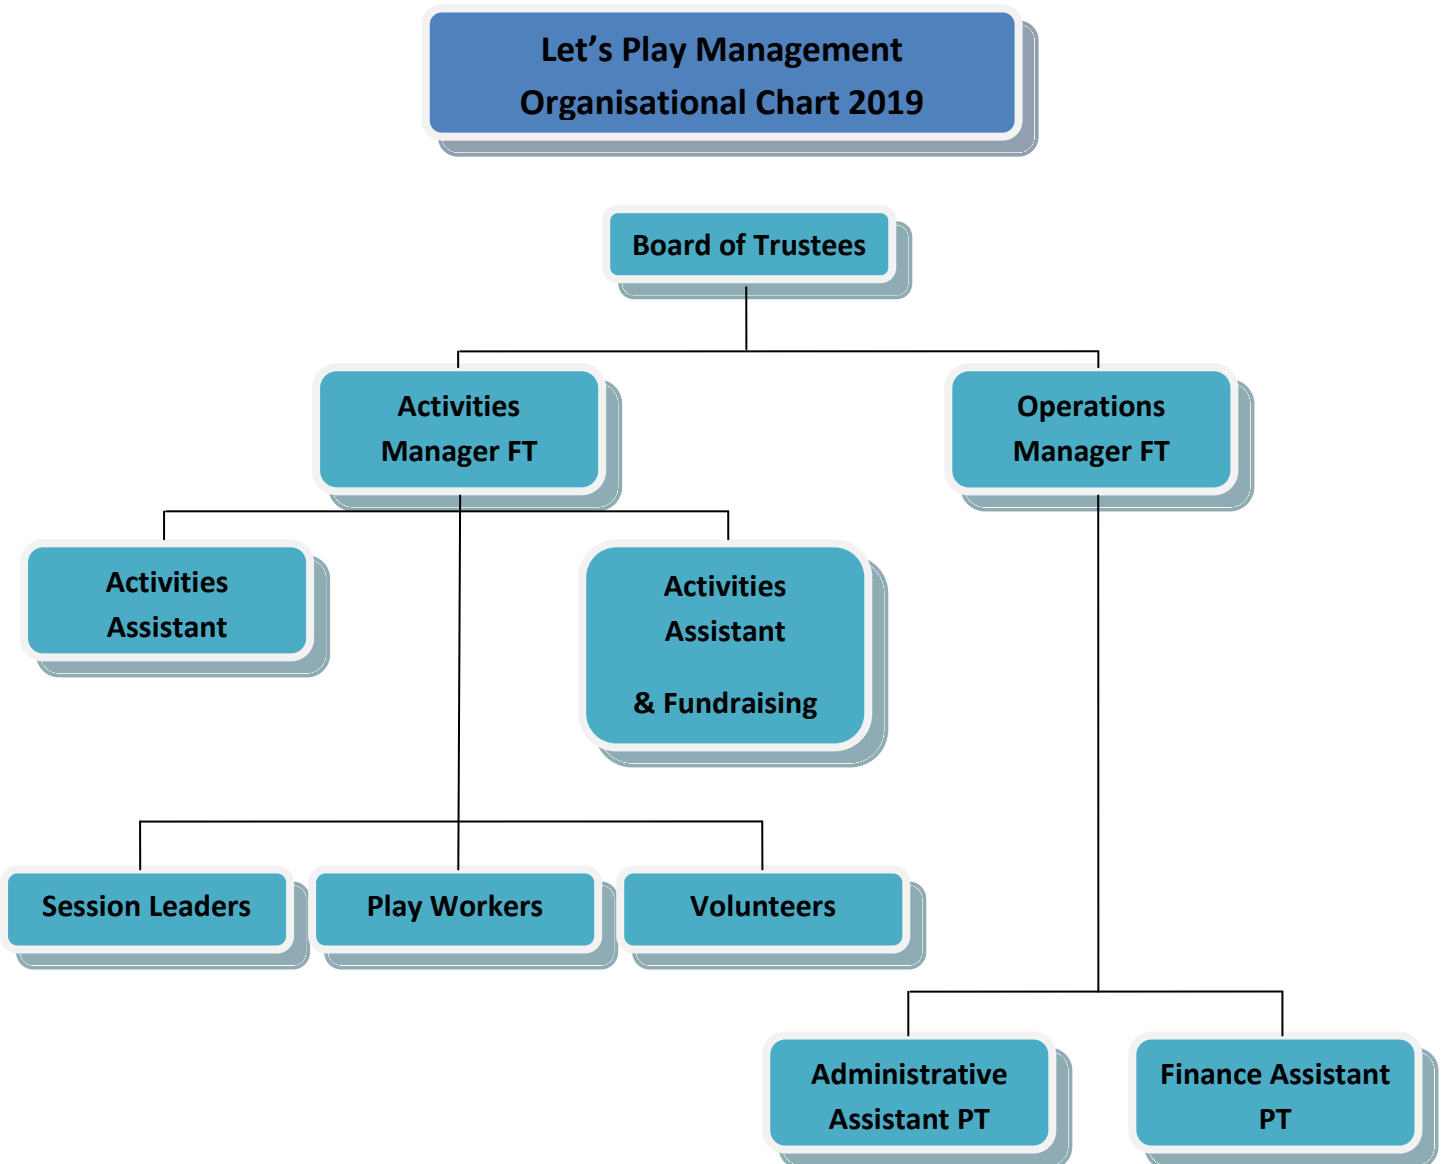 Let’s Play Management
Organisational Chart 2019
Board of Trustees
Activities
Manager FT
Operations
Manager FT
Activities
Assistant
Activities
Assistant
& Fundraising
Session Leaders
Play Workers
Volunteers
Administrative
Assistant PT
Finance Assistant
PT